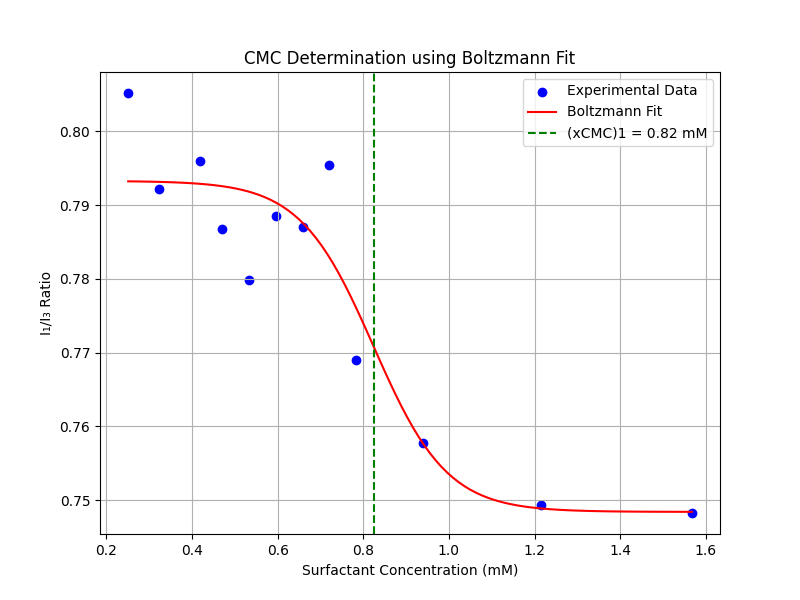 CMC Determination using Boltzmann Fit
Experimental Data
Boltzmann Fit
(xCMC)1 = 0.82 mM
I₁/I₃ Ratio
0.80
0.79
0.78
0.77
0.76
0.75
0.2 0.4 0.6 0.8 1.0 1.2 1.4 1.6
Surfactant Concentration (mM)